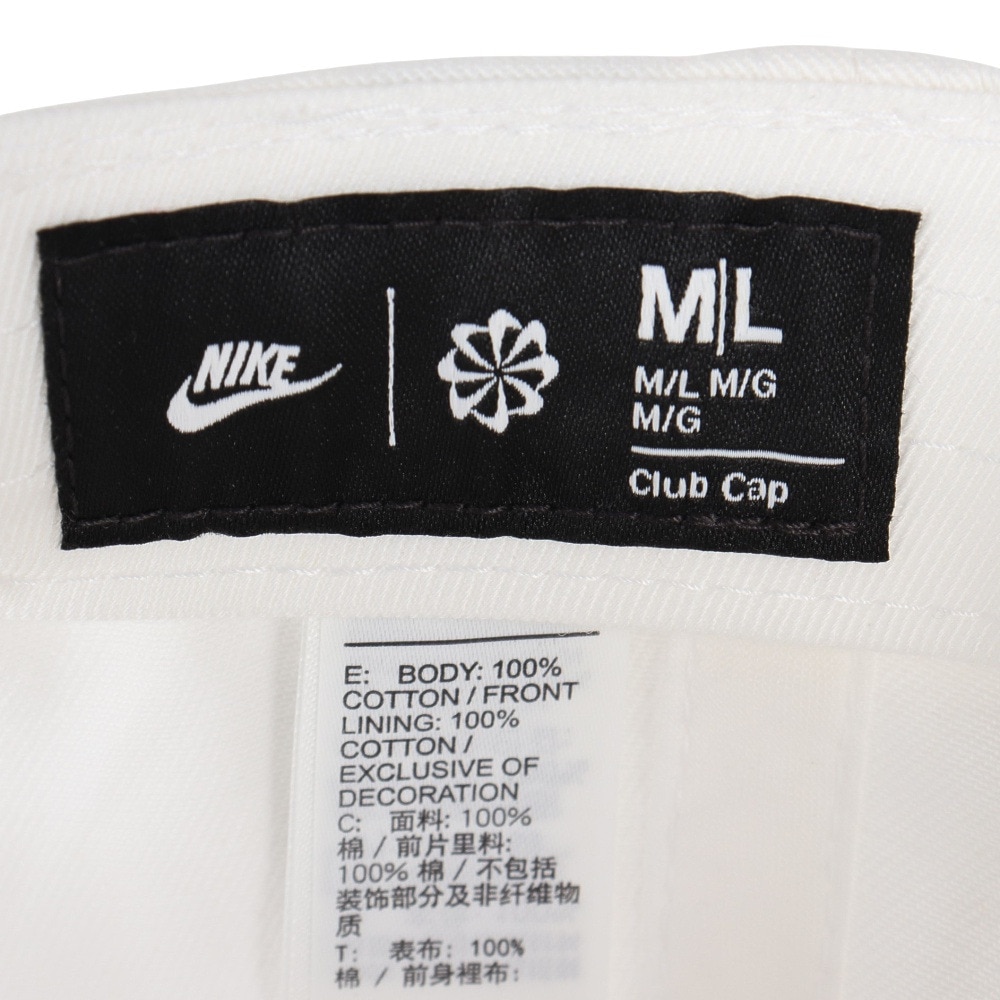 NIKE
M|L
M/L M/G
M/G
Club Cap
E: BODY: 100%
COTTON / FRONT
LINING: 100%
COTTON /
EXCLUSIVE OF
DECORATION
C: 面料: 100%
棉 / 前片里料:
100% 棉 / 不包括
装饰部分及非纤维物
质
T: 表布: 100%
棉 / 前身裡布: